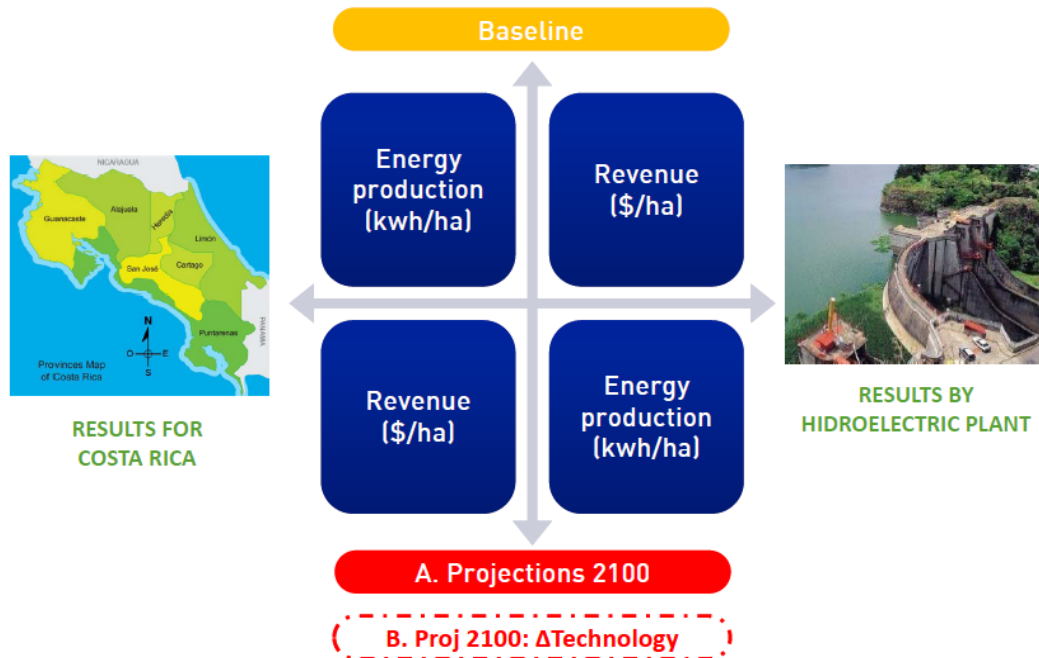 Baseline
Energy
production
(kwh/ha)
Revenue
($/ha)
NICARAGUA
Guanacaste
Alajuela
Heredia
Limón
San José
Cartago
Puntarenas
PANAMA
N
O
E
S
Provinces Map
of Costa Rica
RESULTS FOR
COSTA RICA
Revenue
($/ha)
Energy
production
(kwh/ha)
RESULTS BY
HIDROELECTRIC PLANT
A. Projections 2100
B. Proj 2100: ΔTechnology